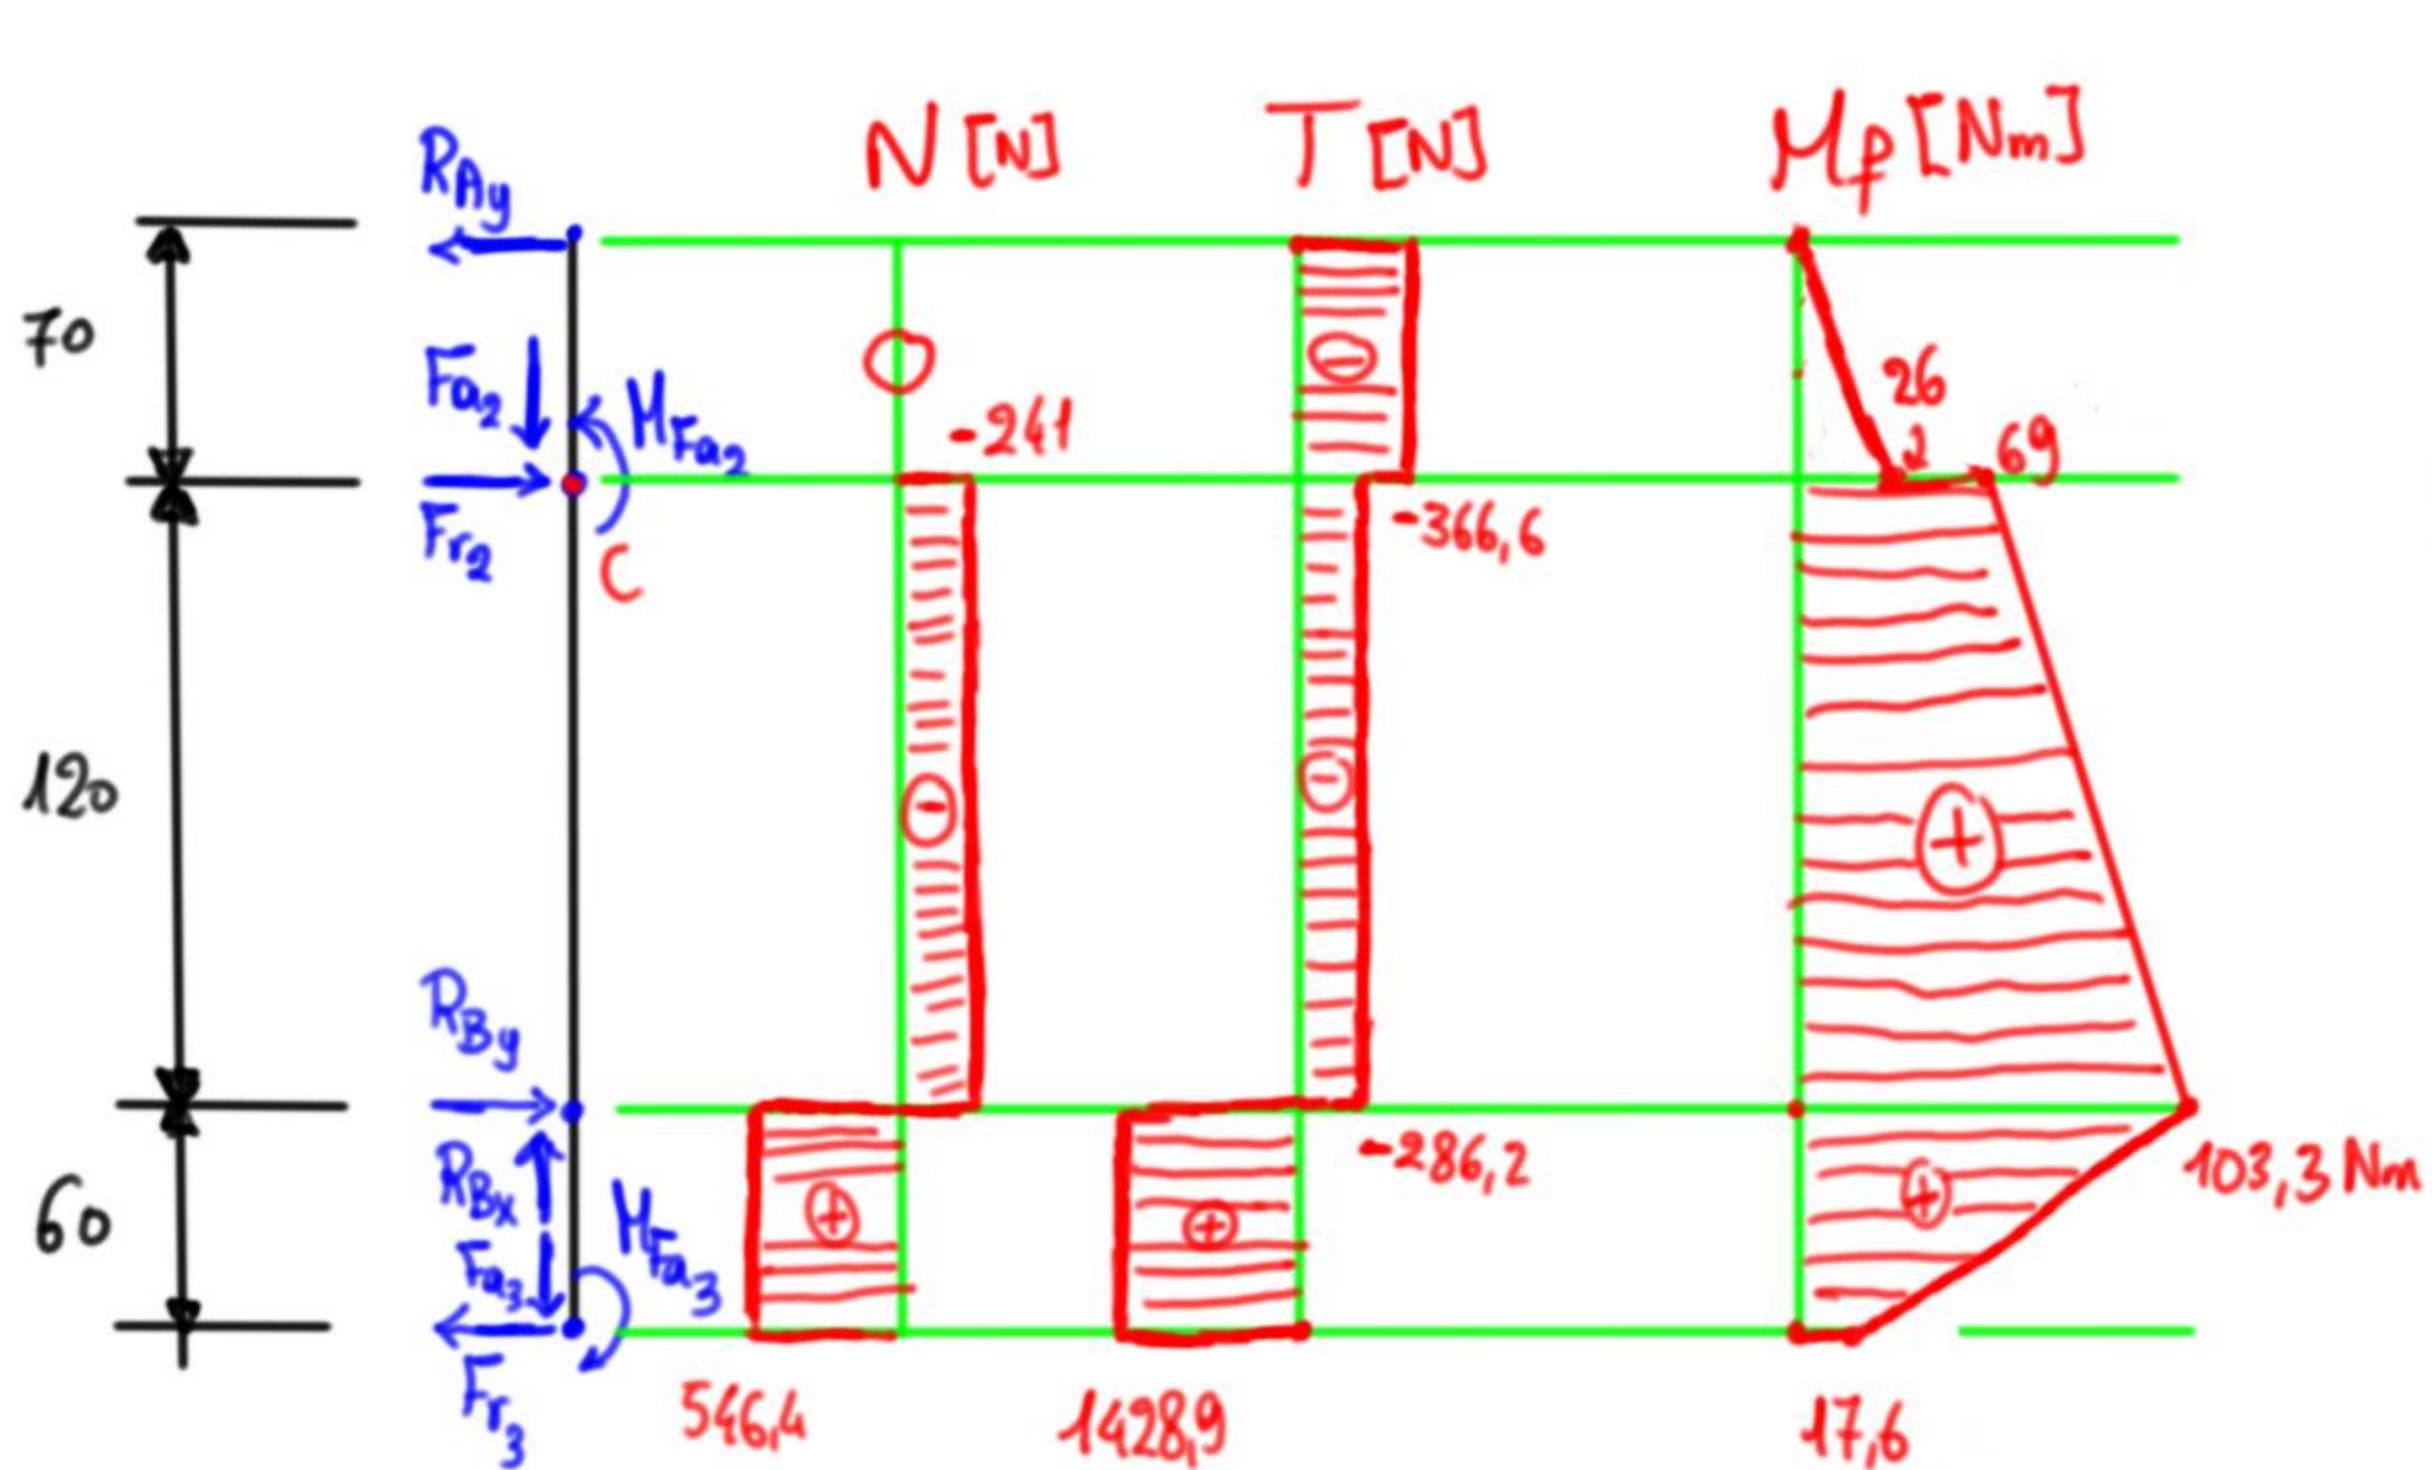 N [N]
T [N]
Mf [Nm]
RAy
70
Fa2
MFa2
-241
26
69
Fr2
C
-366,6
120
-
-
-
+
RBy
-286,2
103,3 Nm
RBx
60
MFa3
Fa3
+
+
+
Fr3
546,4
1428,9
17,6